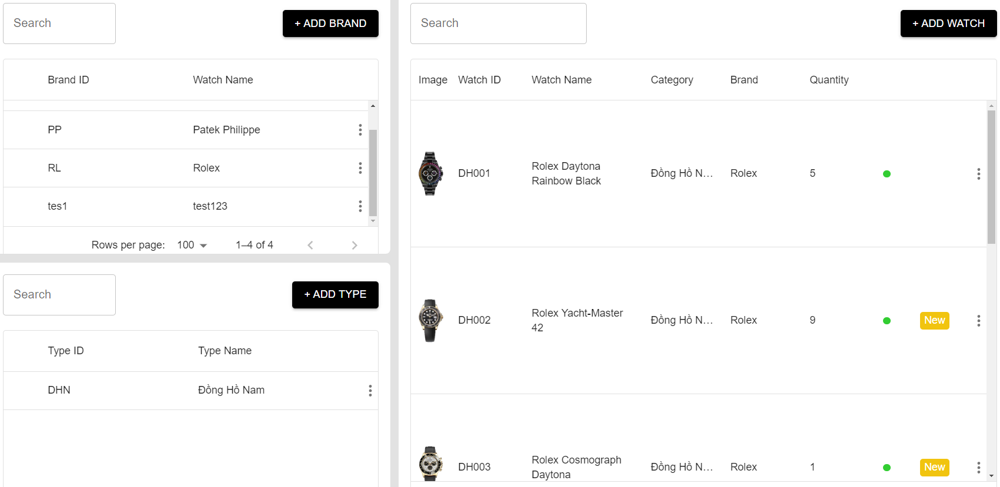 Search
+ ADD BRAND
Brand ID
Watch Name
PP
Patek Philippe
RL
Rolex
tes1
test123
Rows per page:
100
1–4 of 4
Search
+ ADD TYPE
Type ID
Type Name
DHN
Đồng Hồ Nam
Search
+ ADD WATCH
Image
Watch ID
Watch Name
Category
Brand
Quantity
DH001
Rolex Daytona
Rainbow Black
Đồng Hồ N...
Rolex
5
DH002
Rolex Yacht-Master
42
Đồng Hồ N...
Rolex
9
New
DH003
Rolex Cosmograph
Daytona
Đồng Hồ N...
Rolex
1
New